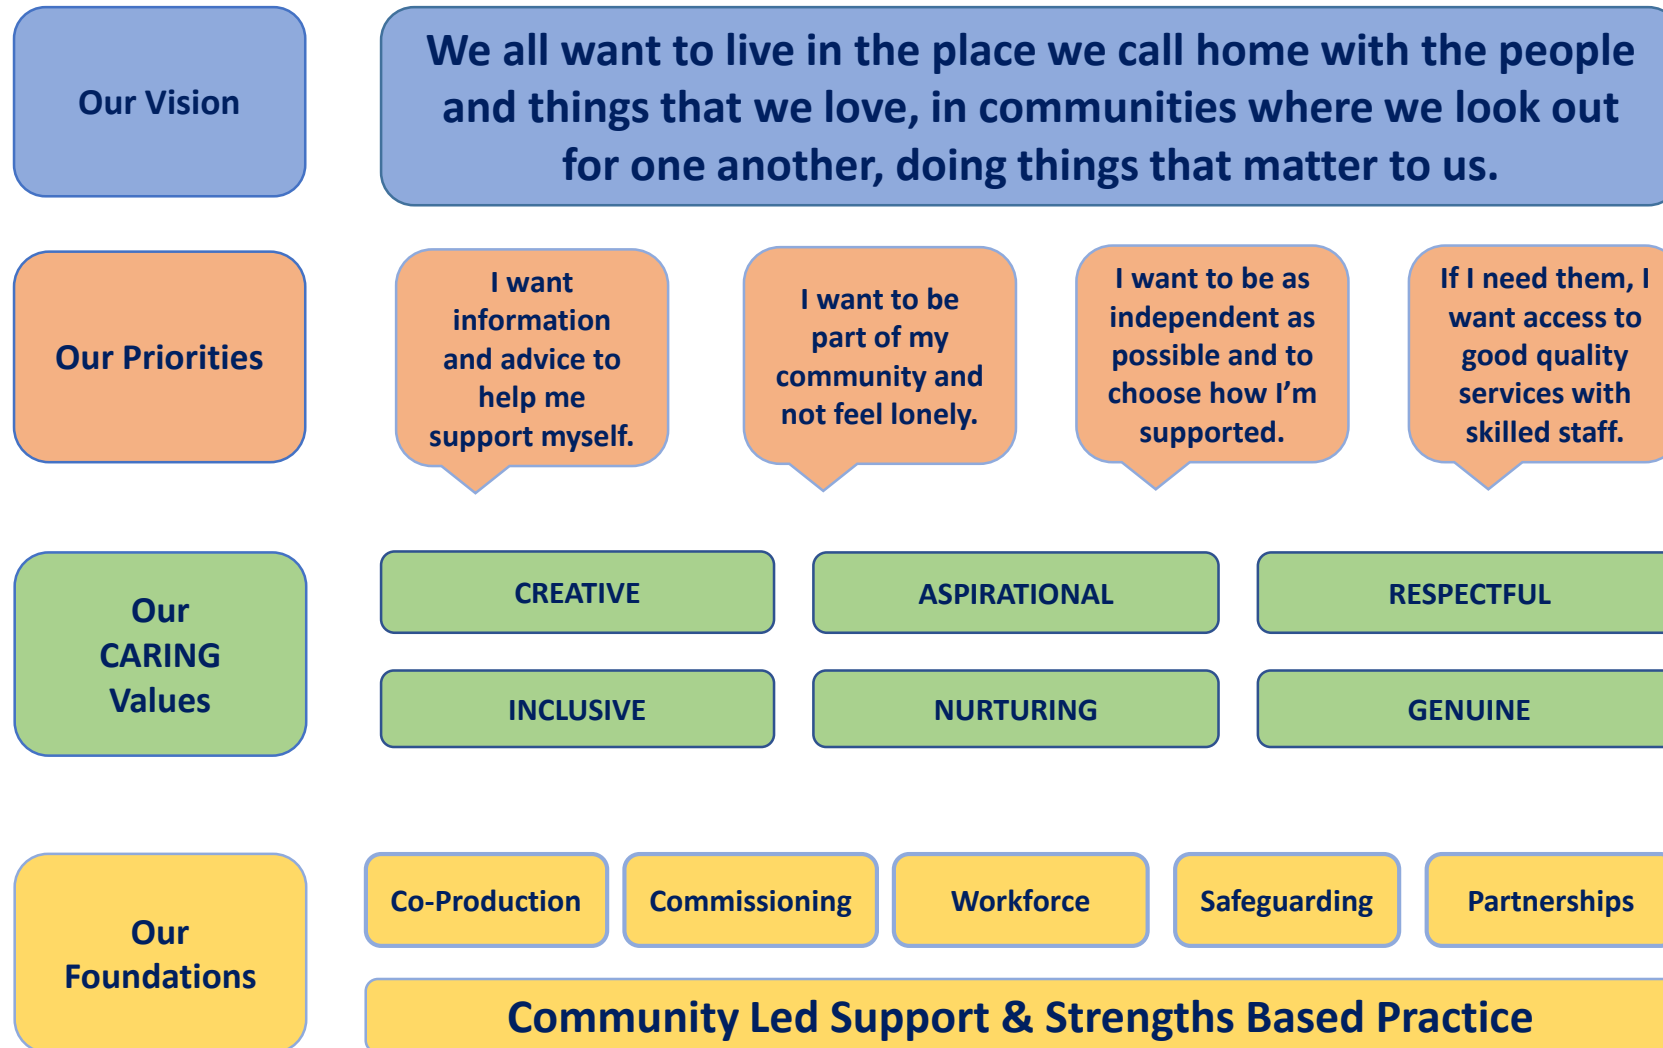 Our Vision
We all want to live in the place we call home with the people
and things that we love, in communities where we look out
for one another, doing things that matter to us.
Our Priorities
I want
information
and advice to
help me
support myself.
I want to be
part of my
community and
not feel lonely.
I want to be as
independent as
possible and to
choose how I’m
supported.
If I need them, I
want access to
good quality
services with
skilled staff.
Our
CARING
Values
CREATIVE
ASPIRATIONAL
RESPECTFUL
INCLUSIVE
NURTURING
GENUINE
Our
Foundations
Co-Production
Commissioning
Workforce
Safeguarding
Partnerships
Community Led Support & Strengths Based Practice